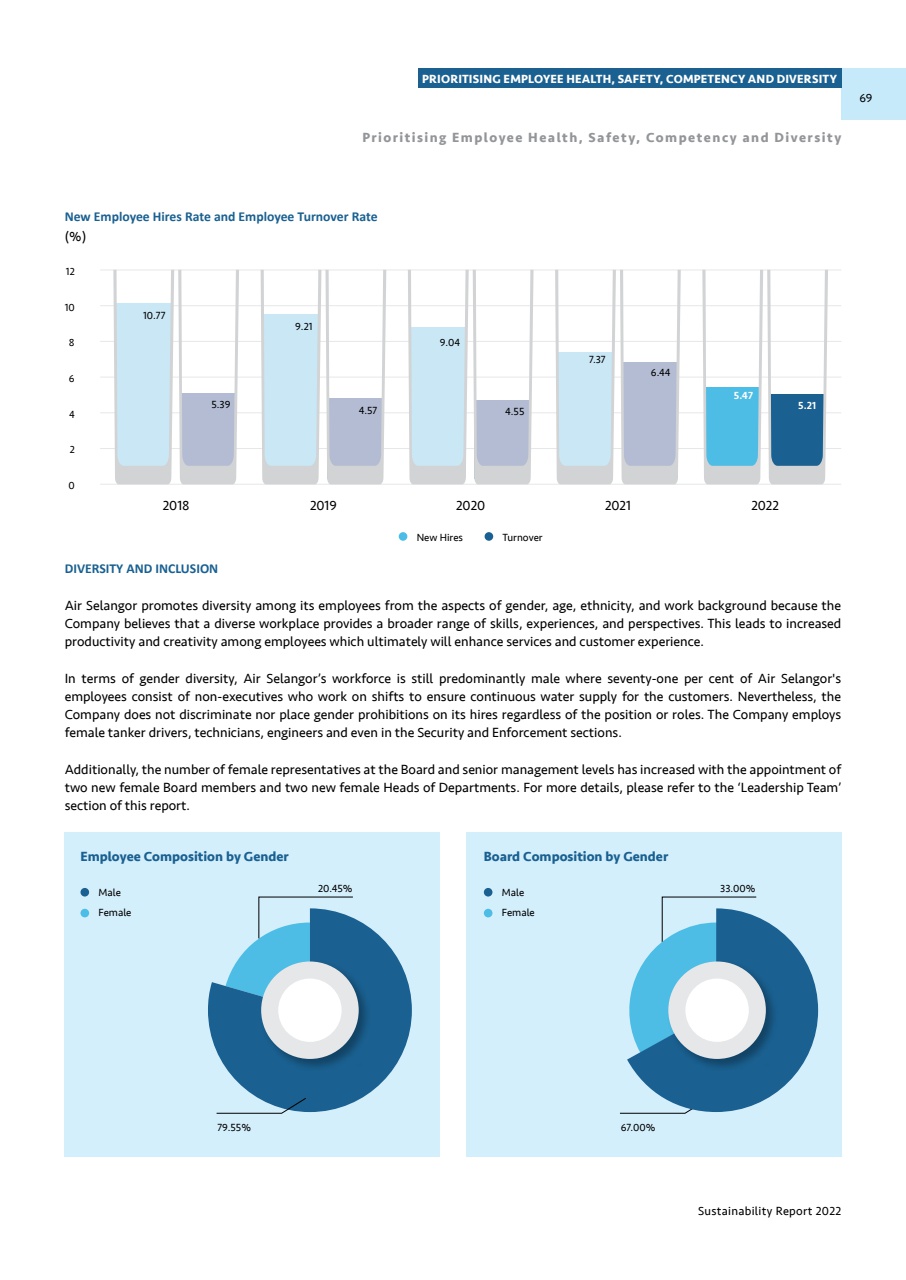 PRIORITISING EMPLOYEE HEALTH, SAFETY, COMPETENCY AND DIVERSITY
69
Prioritising Employee Health, Safety, Competency and Diversity
New Employee Hires Rate and Employee Turnover Rate
(%)
12
10
8
6
4
2
0
10.77
5.39
9.21
4.57
9.04
4.55
7.37
6.44
5.47
5.21
2018
2019
2020
2021
2022
New Hires
Turnover
DIVERSITY AND INCLUSION
Air Selangor promotes diversity among its employees from the aspects of gender, age, ethnicity, and work background because the
Company believes that a diverse workplace provides a broader range of skills, experiences, and perspectives. This leads to increased
productivity and creativity among employees which ultimately will enhance services and customer experience.
In terms of gender diversity, Air Selangor’s workforce is still predominantly male where seventy-one per cent of Air Selangor's
employees consist of non-executives who work on shifts to ensure continuous water supply for the customers. Nevertheless, the
Company does not discriminate nor place gender prohibitions on its hires regardless of the position or roles. The Company employs
female tanker drivers, technicians, engineers and even in the Security and Enforcement sections.
Additionally, the number of female representatives at the Board and senior management levels has increased with the appointment of
two new female Board members and two new female Heads of Departments. For more details, please refer to the ‘Leadership Team’
section of this report.
Employee Composition by Gender
Male
Female
20.45%
79.55%
Board Composition by Gender
Male
Female
33.00%
67.00%
Sustainability Report 2022